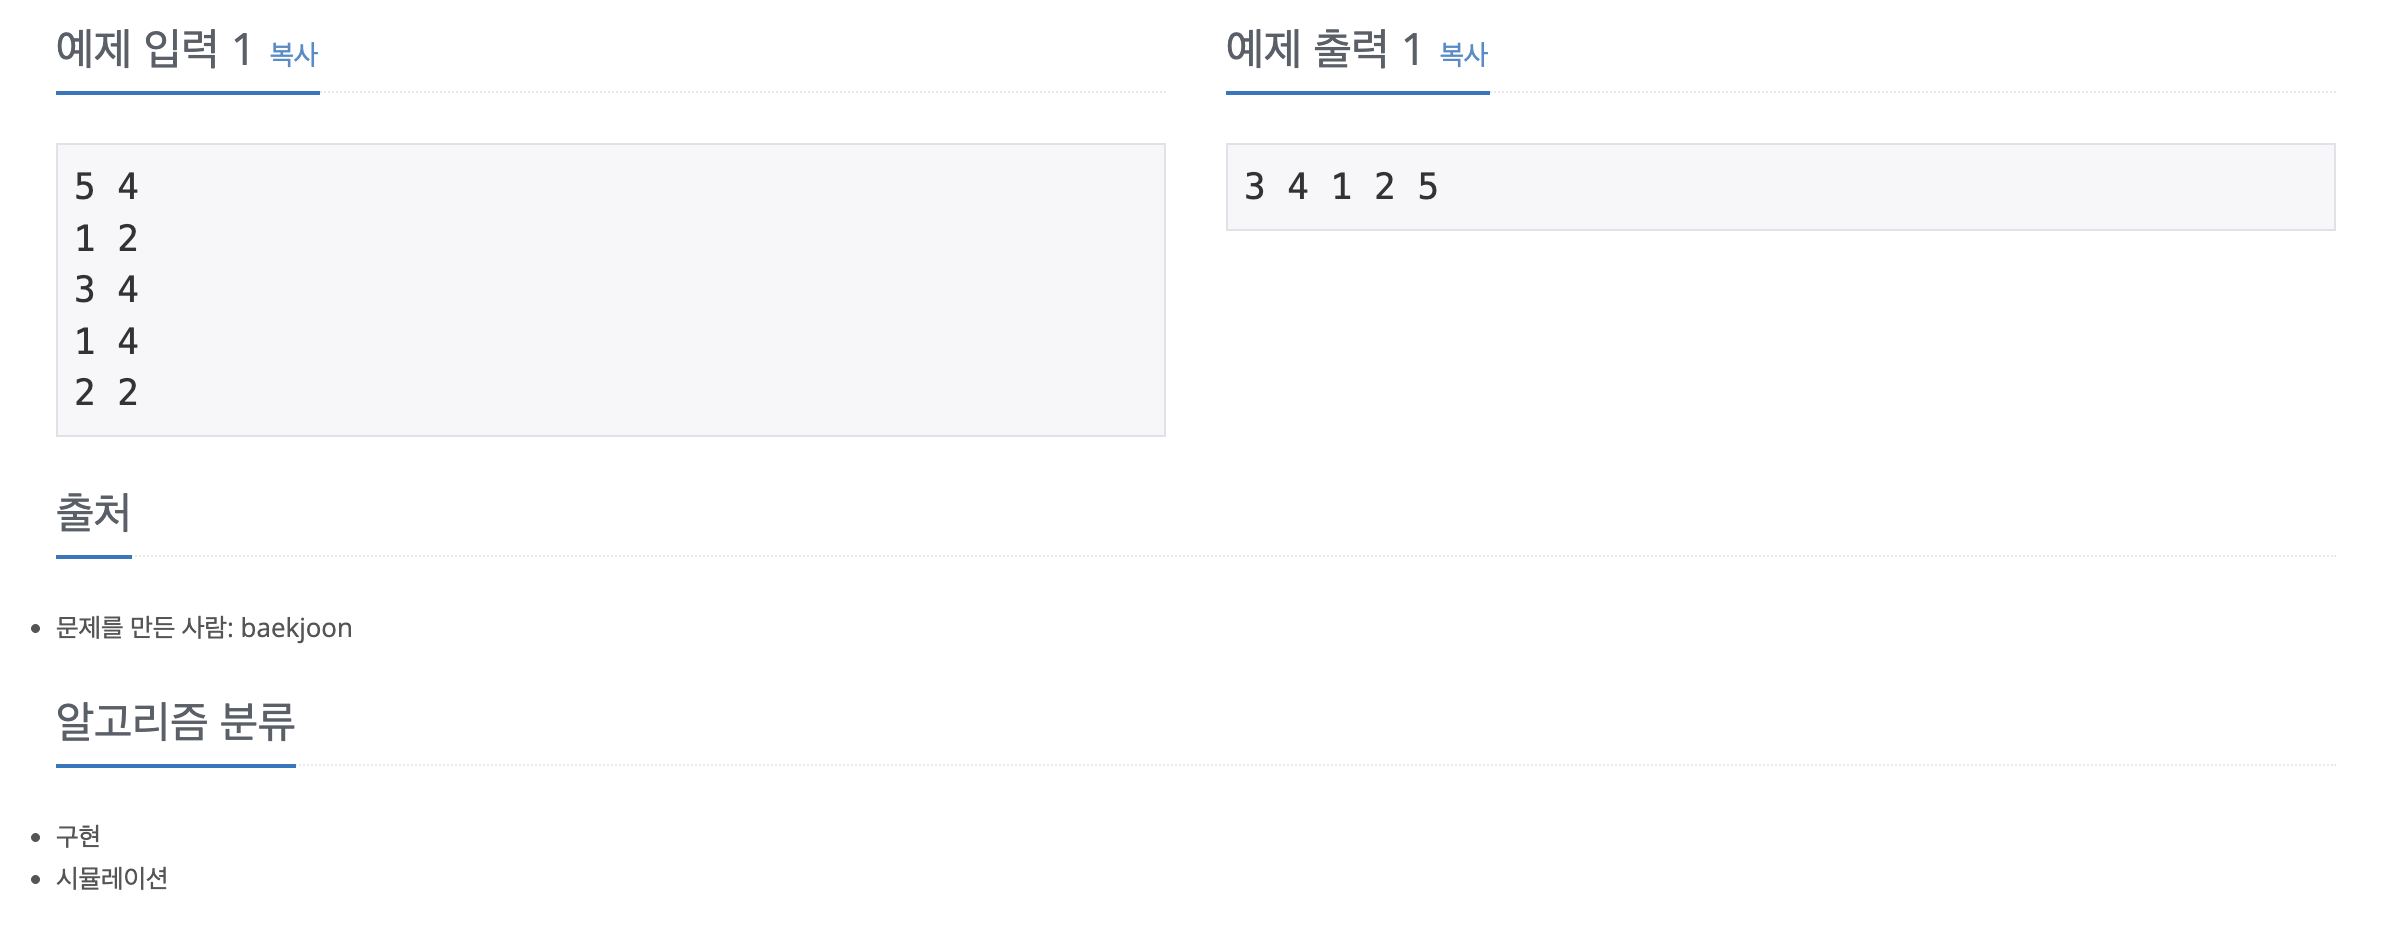 예제 입력 1 복사
5 4
1 2
3 4
1 4
2 2
예제 출력 1 복사
3 4 1 2 5
출처
문제를 만든 사람: baekjoon
알고리즘 분류
구현
시뮬레이션